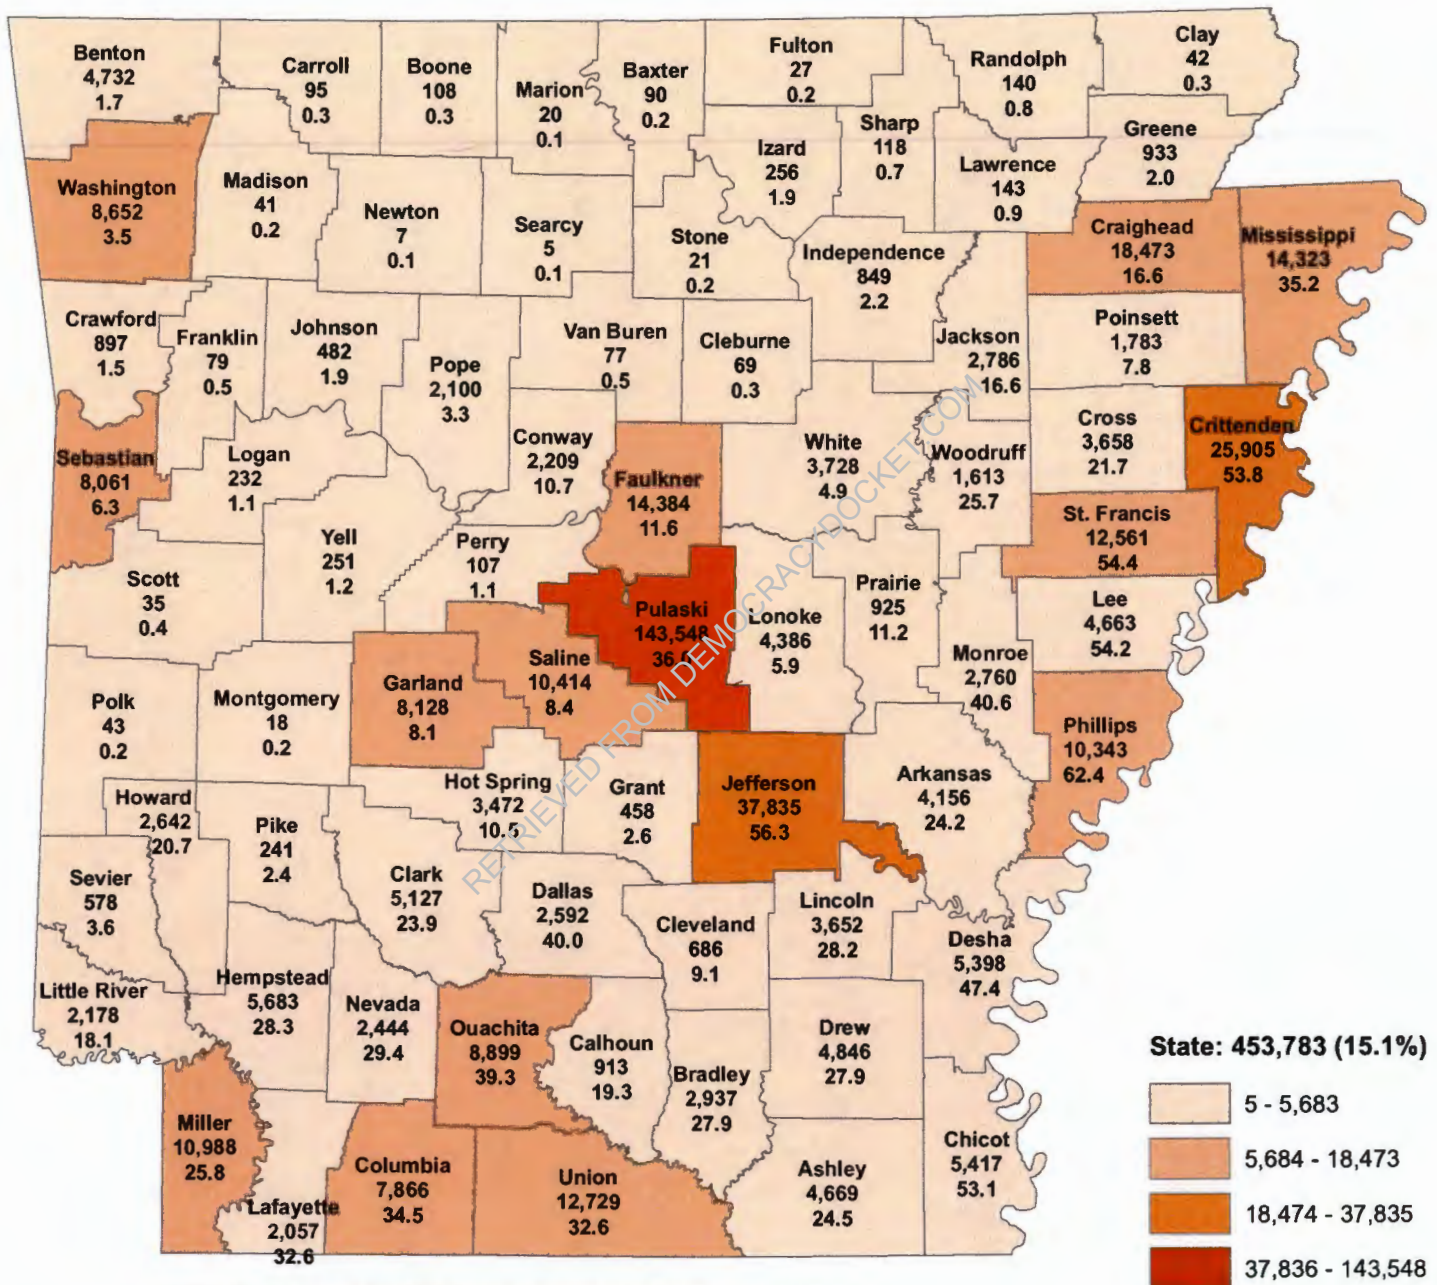 Benton
4,732
1.7
Carroll
95
0.3
Boone
108
0.3
Marion
20
0.1
Baxter
90
0.2
Fulton
27
0.2
Randolph
140
0.8
Clay
42
0.3
Washington
8,652
3.5
Madison
41
0.2
Newton
7
0.1
Searcy
5
0.1
Stone
21
0.2
Izard
256
1.9
Sharp
118
0.7
Lawrence
143
0.9
Greene
933
2.0
Independence
849
2.2
Craighead
18,473
16.6
Mississippi
14,323
35.2
Crawford
897
1.5
Franklin
79
0.5
Johnson
482
1.9
Pope
2,100
3.3
Van Buren
77
0.5
Cleburne
69
0.3
Jackson
2,786
16.6
Poinsett
1,783
7.8
Sebastian
8,061
6.3
Logan
232
1.1
Conway
2,209
10.7
Faulkner
14,384
11.6
White
3,728
4.9
Woodruff
1,613
25.7
Cross
3,658
21.7
Crittenden
25,905
53.8
St. Francis
12,561
54.4
Scott
35
0.4
Yell
251
1.2
Perry
107
1.1
Pulaski
143,548
36.
Lonoke
4,386
5.9
Prairie
925
11.2
Monroe
2,760
40.6
Lee
4,663
54.2
Polk
43
0.2
Montgomery
18
0.2
Garland
8,128
8.1
Saline
10,414
8.4
Phillips
10,343
62.4
Howard
2,642
20.7
Pike
241
2.4
Hot Spring
3,472
10.5
Grant
458
2.6
Jefferson
37,835
56.3
Arkansas
4,156
24.2
Sevier
578
3.6
Clark
5,127
23.9
Dallas
2,592
40.0
Cleveland
686
9.1
Lincoln
3,652
28.2
Desha
5,398
47.4
Little River
2,178
18.1
Hempstead
5,683
28.3
Nevada
2,444
29.4
Ouachita
8,899
39.3
Calhoun
913
19.3
Bradley
2,937
27.9
Drew
4,846
27.9
Miller
10,988
25.8
Lafayette
2,057
32.6
Columbia
7,866
34.5
Union
12,729
32.6
Ashley
4,669
24.5
Chicot
5,417
53.1
State: 453,783 (15.1%)
5 - 5,683
5,684 - 18,473
18,474 - 37,835
37,836 - 143,548
RETRIEVED FROM DEMOCRACYDOCKET.COM